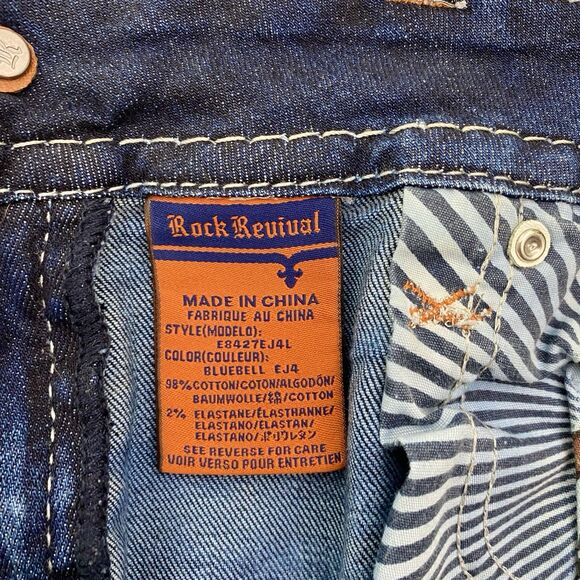 Rock Revival
MADE IN CHINA
FABRIQUE AU CHINA
STYLE(MODELO):
E8427EJ4L
COLOR(COULEUR):
BLUEBELL EJ4
98%COTTON/COTON/ALGODÓN/
BAUMWOLLE/綿/COTTON
2% ELASTANE/ÉLASTHANNE/
ELASTANO/ELASTAN/
ELASTANO/ポリウレタン
SEE REVERSE FOR CARE
VOIR VERSO POUR ENTRETIEN